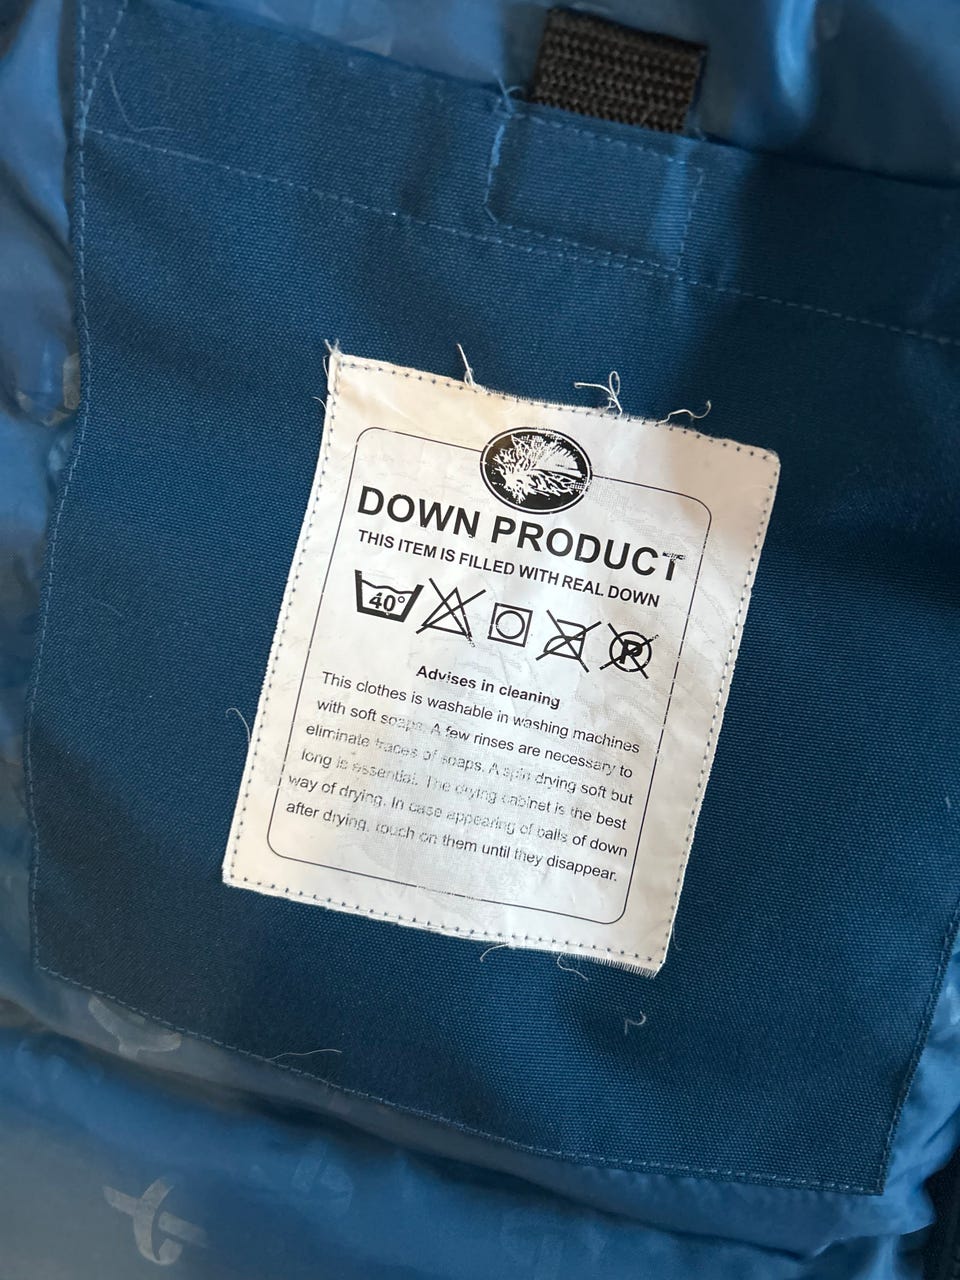 DOWN PRODUCT
THIS ITEM IS FILLED WITH REAL DOWN
40°
P
Advises in cleaning
This clothes is washable in washing machines
with soft soaps. A few rinses are necessary to
eliminate traces of soaps. A spin drying soft but
long is essential. The drying cabinet is the best
way of drying. In case appearing of balls of down
after drying, touch on them until they disappear.